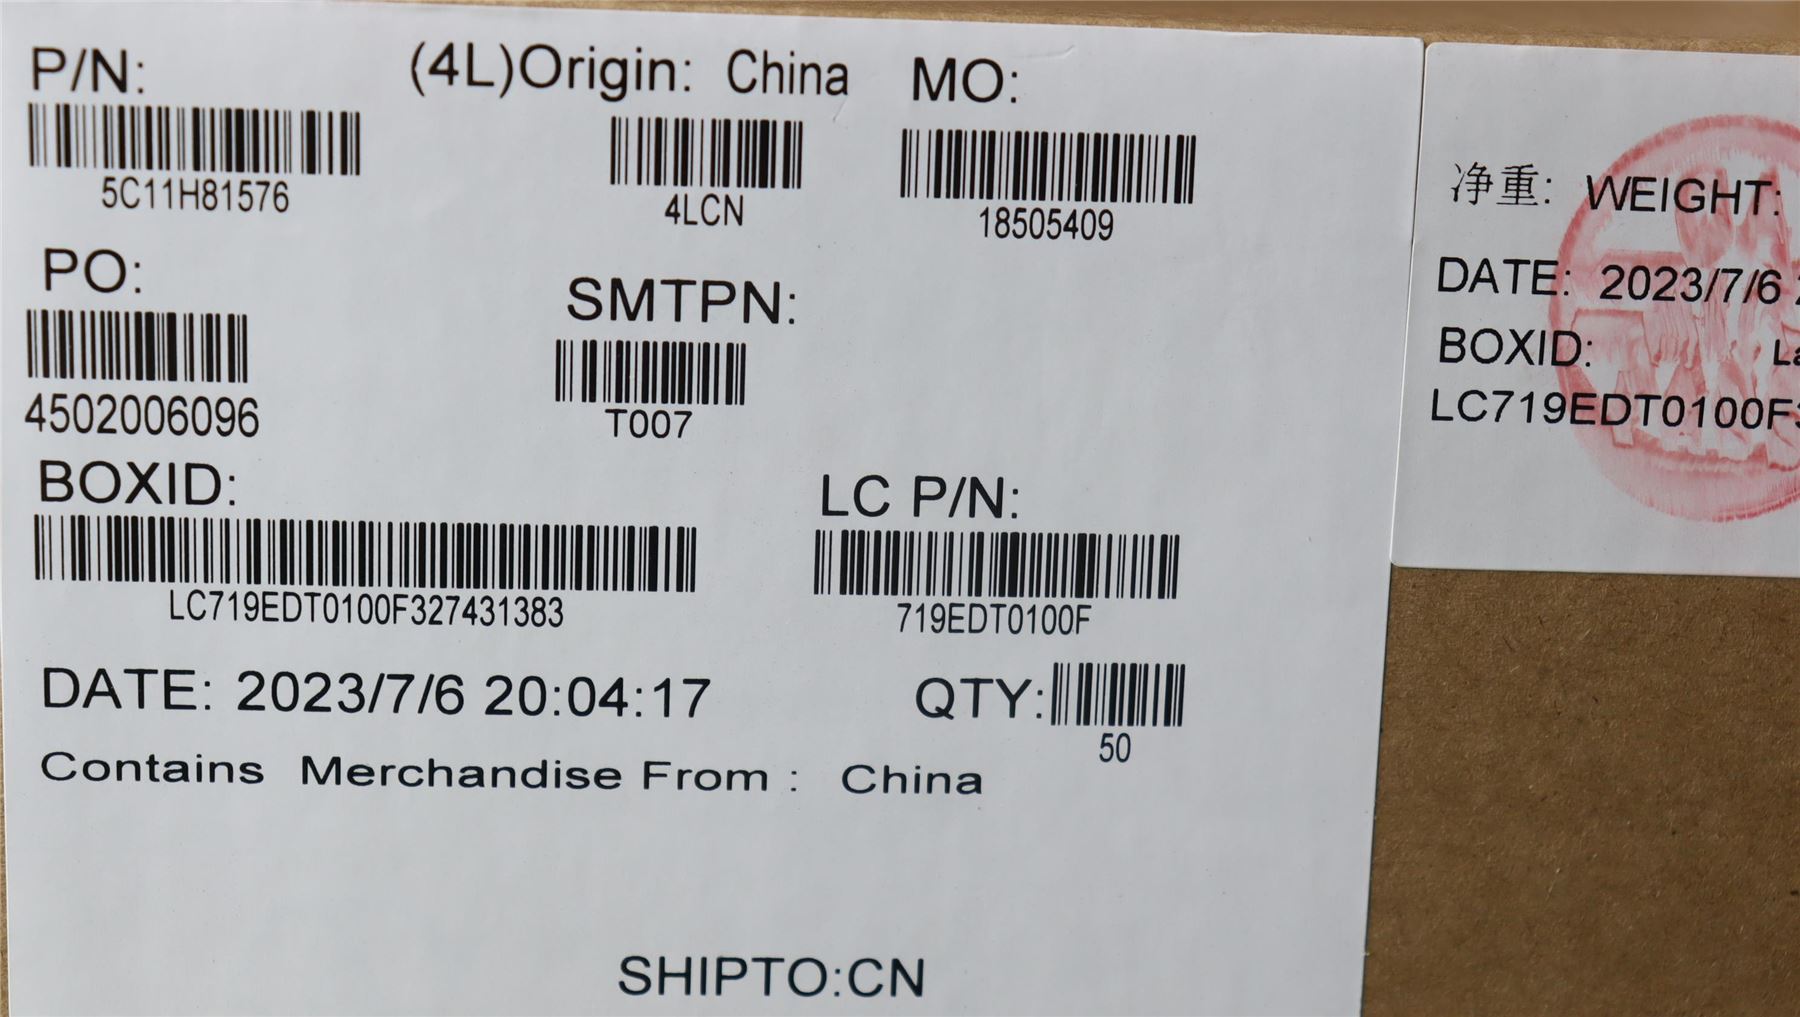 P/N: (4L)Origin: China MO:
5C11H81576 4LCN 18505409
PO: SMTPN:
4502006096 T007
BOXID: LC P/N:
LC719EDT0100F327431383 719EDT0100F
DATE: 2023/7/6 20:04:17 QTY:
50
Contains Merchandise From : China
SHIPTO:CN
净重: WEIGHT:
DATE: 2023/7/6
BOXID:
LC719EDT0100F